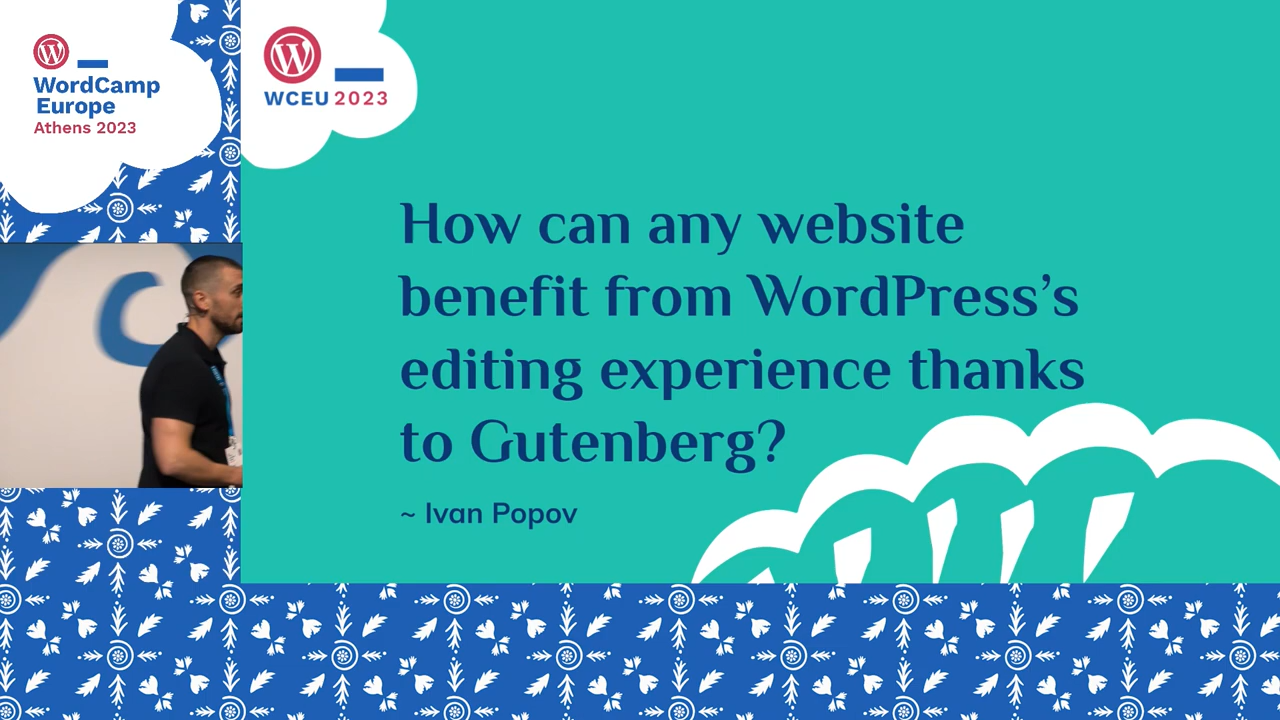 WordCamp
Europe
Athens 2023
WCEU 2023
How can any website
benefit from WordPress’s
editing experience thanks
to Gutenberg?
~ Ivan Popov